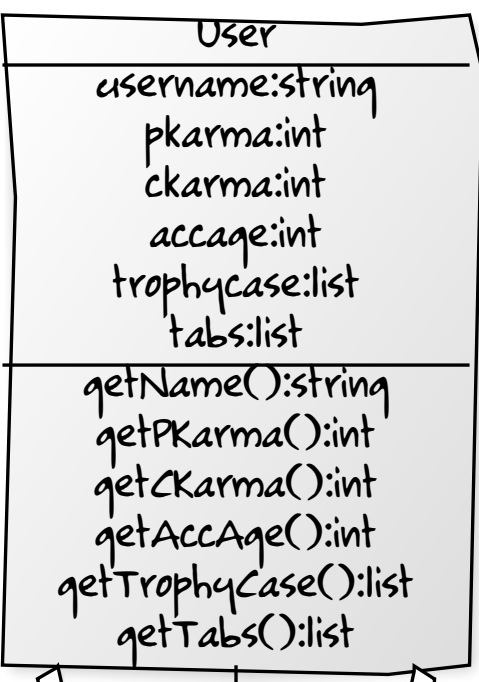 User
username:string
pkarma:int
ckarma:int
accage:int
trophycase:list
tabs:list
getName():string
getPKarma():int
getCKarma():int
getAccAge():int
getTrophyCase():list
getTabs():list